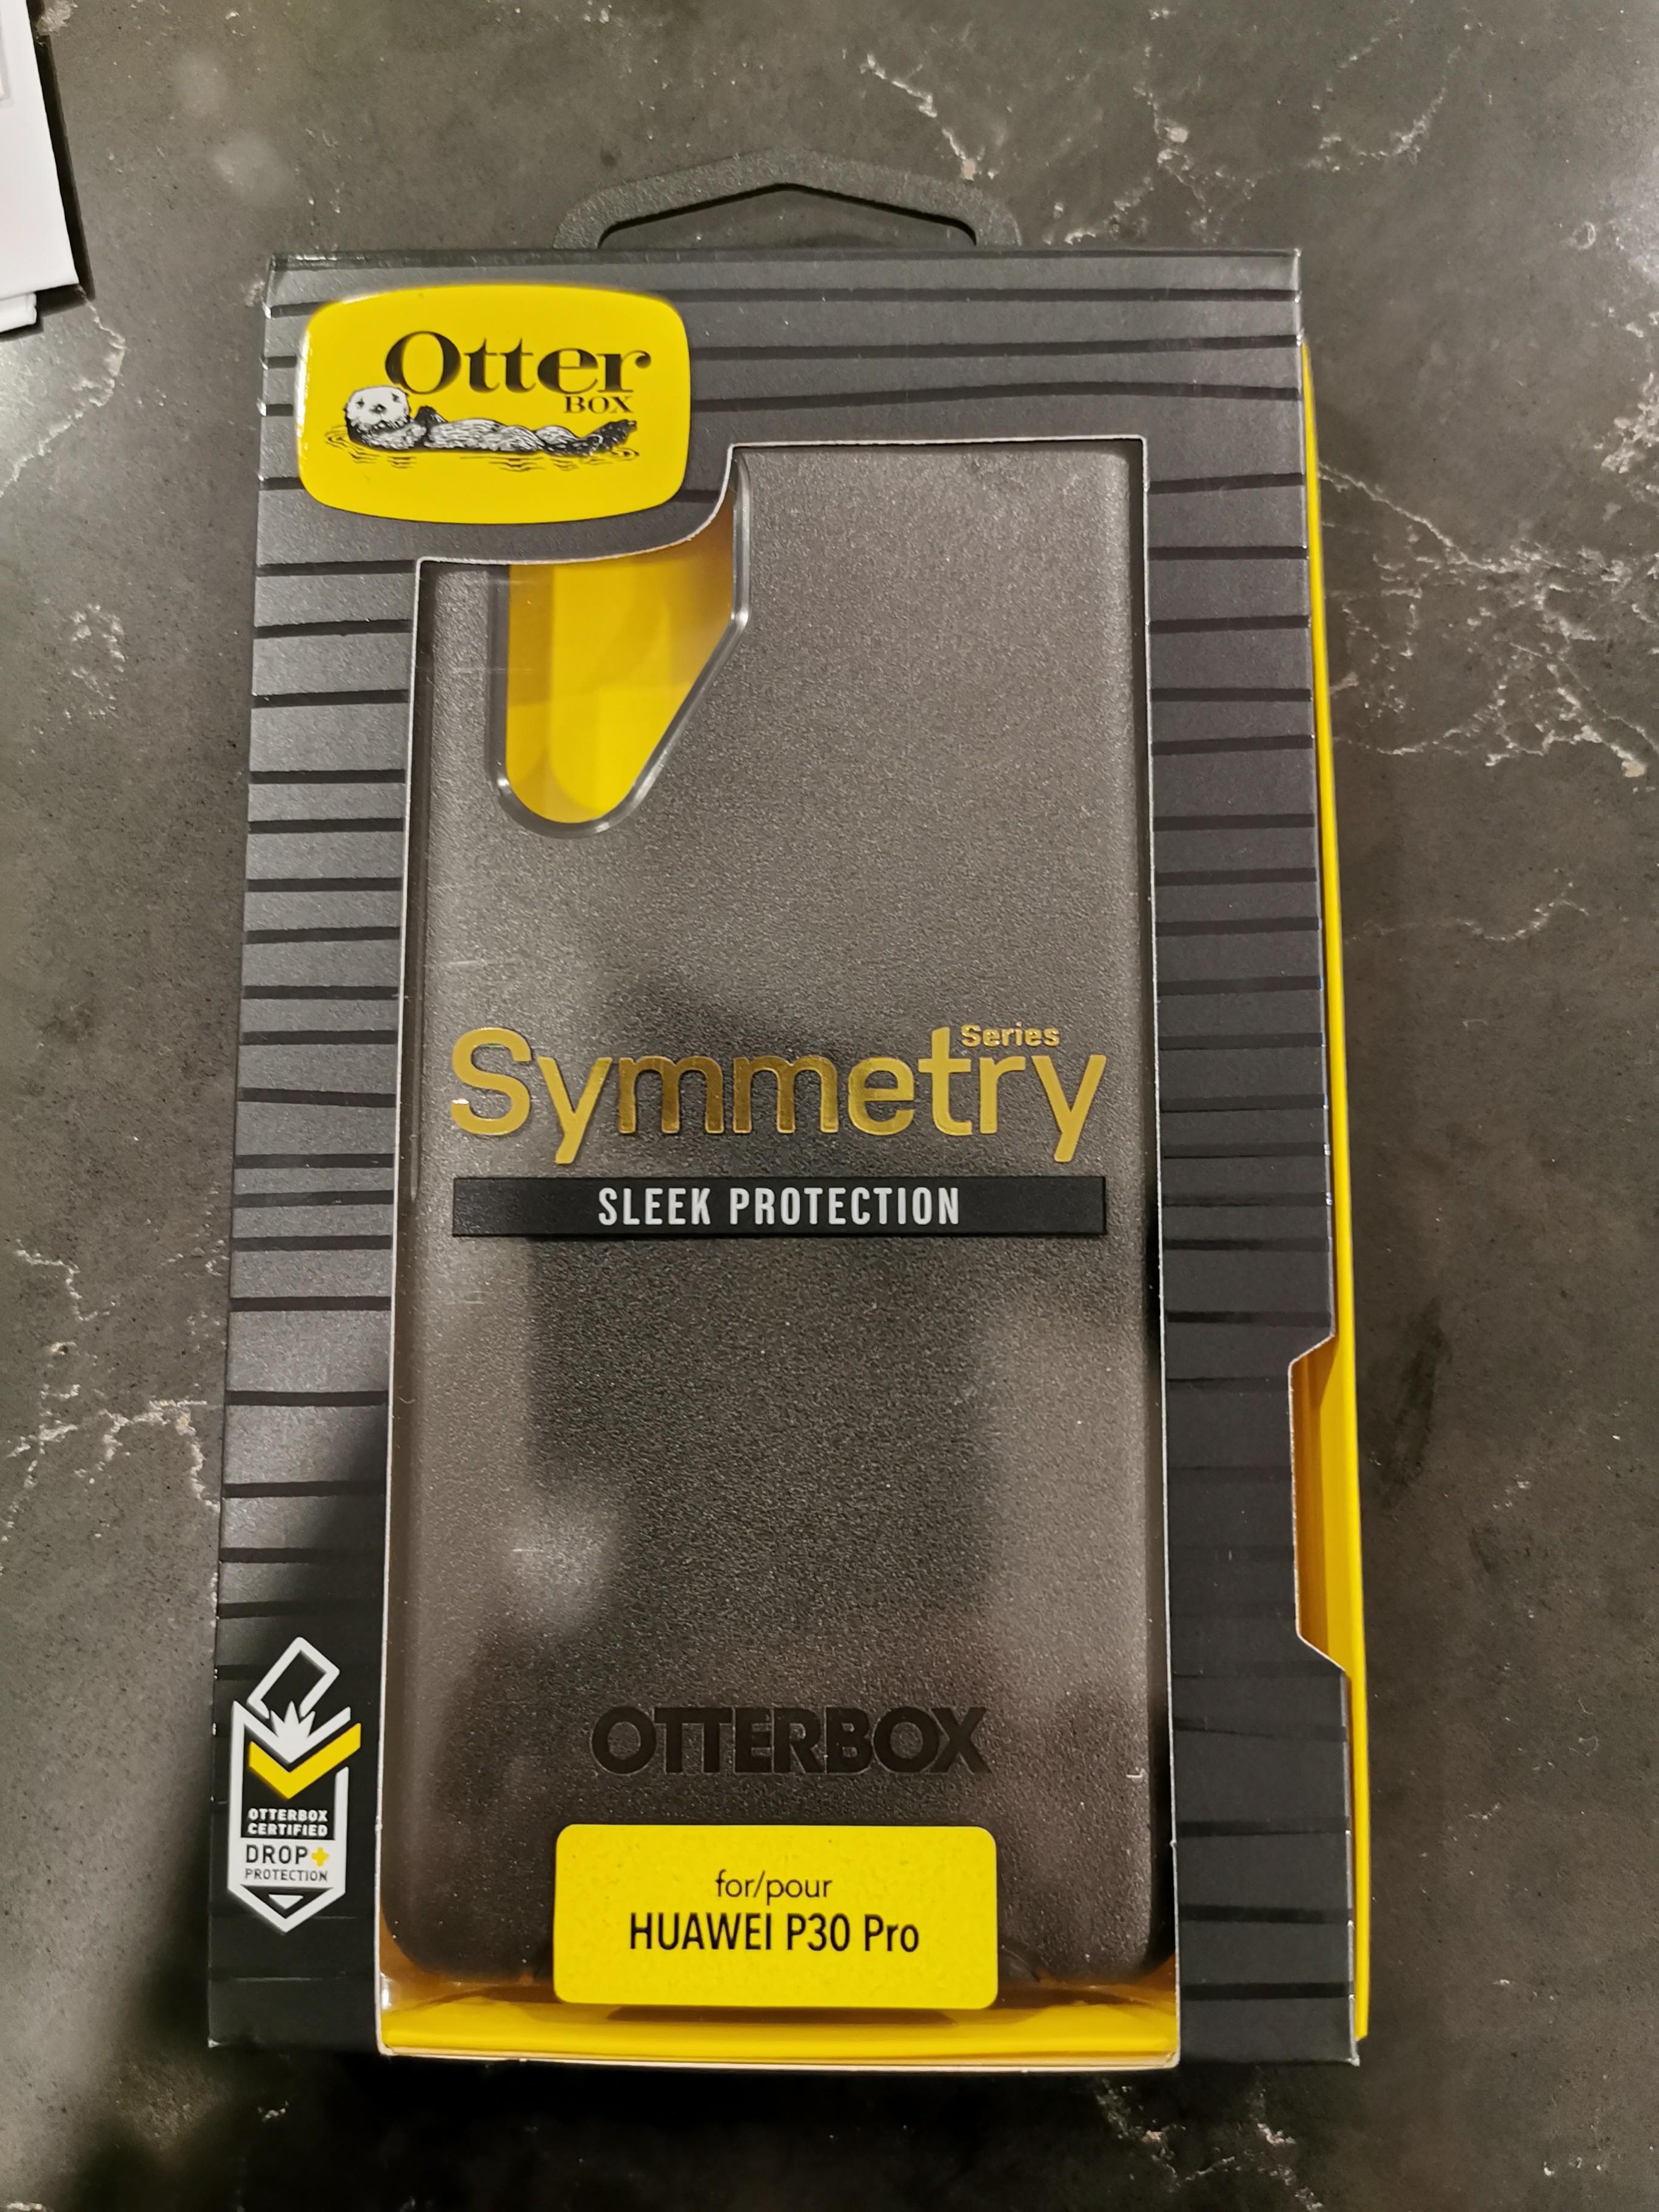 Otter
BOX
Symmetry Series
SLEEK PROTECTION
OTTERBOX
OTTERBOX
CERTIFIED
DROP+
PROTECTION
for/pour
HUAWEI P30 Pro